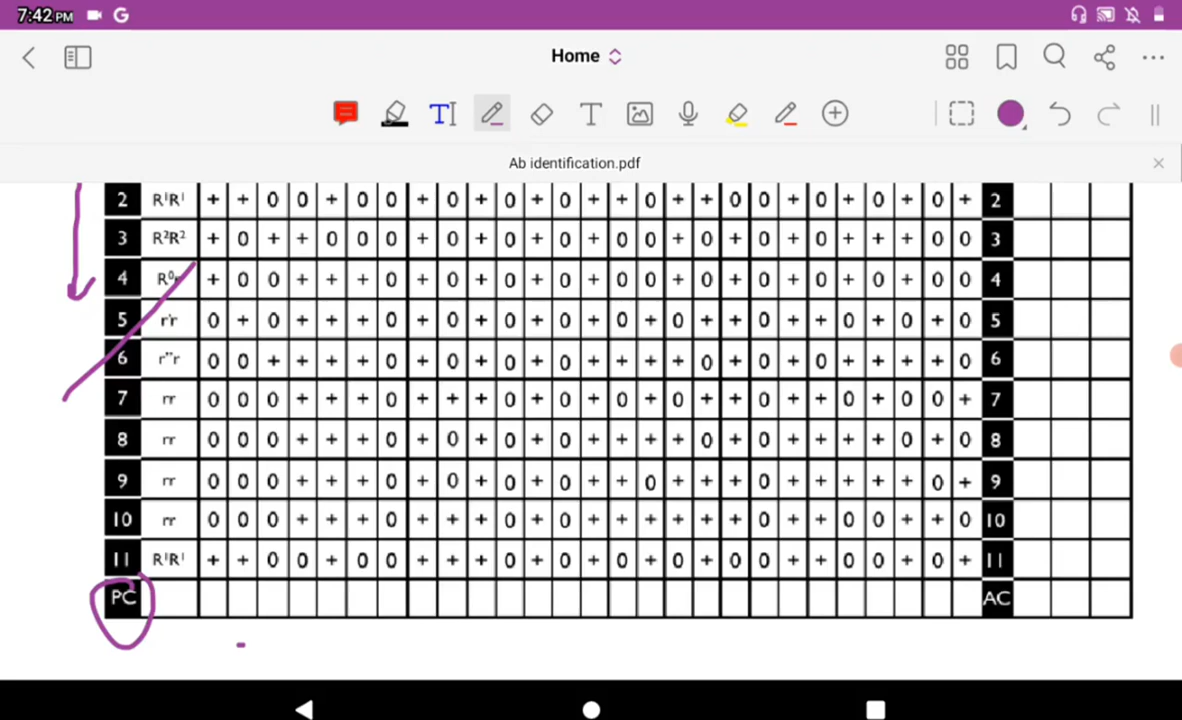 7:42 PM G
Home
Ab identification.pdf
2 R¹R¹ + + 0 0 + 0 0 + 0 + 0 + 0 + + 0 + + 0 0 + 0 + 0 + 0 + 2
3 R²R² + 0 + + 0 0 0 + 0 + 0 + 0 + 0 0 + 0 + 0 + 0 + + + 0 0 3
4 R⁰r + 0 0 + + + 0 + 0 + 0 + 0 + 0 + + 0 + 0 + 0 + 0 + 0 0 4
5 r'r 0 + 0 + + + 0 + 0 + 0 + 0 + 0 + 0 + + 0 + + 0 + 0 + 0 5
6 r"r 0 0 + + + + 0 + 0 + 0 + 0 + + + + 0 + 0 + 0 + + + + 0 6
7 rr 0 0 0 + + + 0 + + + 0 + 0 + 0 + 0 + + 0 + + 0 + 0 0 + 7
8 rr 0 0 0 + + + 0 + 0 + 0 + 0 + + + + 0 + 0 + + + + 0 + 0 8
9 rr 0 0 0 + + + 0 + 0 + 0 + 0 + + 0 + + + 0 + + + + + 0 + 9
10 rr 0 0 0 + + + 0 + + + 0 + 0 + + + + + + 0 + + 0 0 + + 0 10
11 R¹R¹ + + 0 0 + 0 0 + + + 0 + 0 + 0 + 0 + 0 0 + + 0 0 + 0 + 11
PC AC